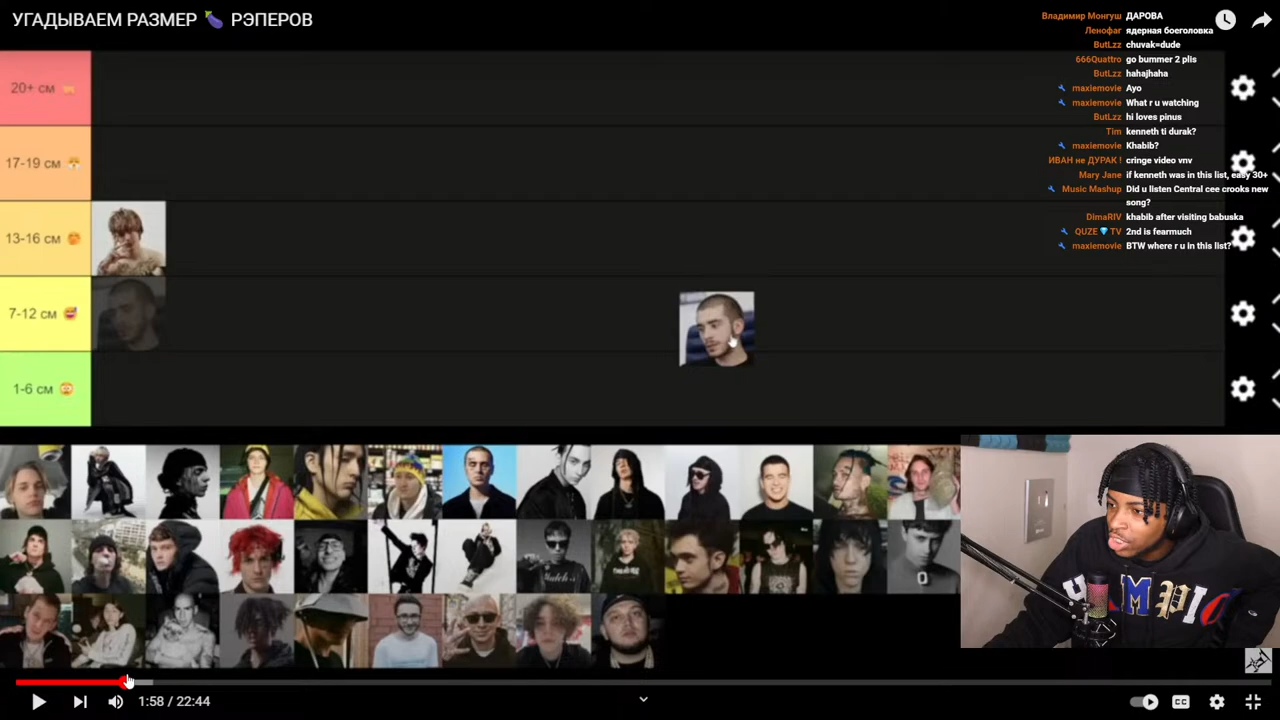 УГАДЫВАЕМ РАЗМЕР 🍆 РЭПЕРОВ
20+ см
17-19 см
13-16 см
7-12 см
1-6 см
Владимир Монгуш ДАРОВА
Ленофаг ядерная боеголовка
ButLzz chuvak=dude
666Quattro go bummer 2 plis
ButLzz hahajhaha
maxiemovie Ayo
maxiemovie What r u watching
ButLzz hi loves pinus
Tim kenneth ti durak?
maxiemovie Khabib?
ИВАН не ДУРАК ! cringe video vnv
Mary Jane if kenneth was in this list, easy 30+
Music Mashup Did u listen Central cee crooks new
song?
DimaRIV khabib after visiting babuska
QUZE 💎 TV 2nd is fearmuch
maxiemovie BTW where r u in this list?
1:58 / 22:44
CC